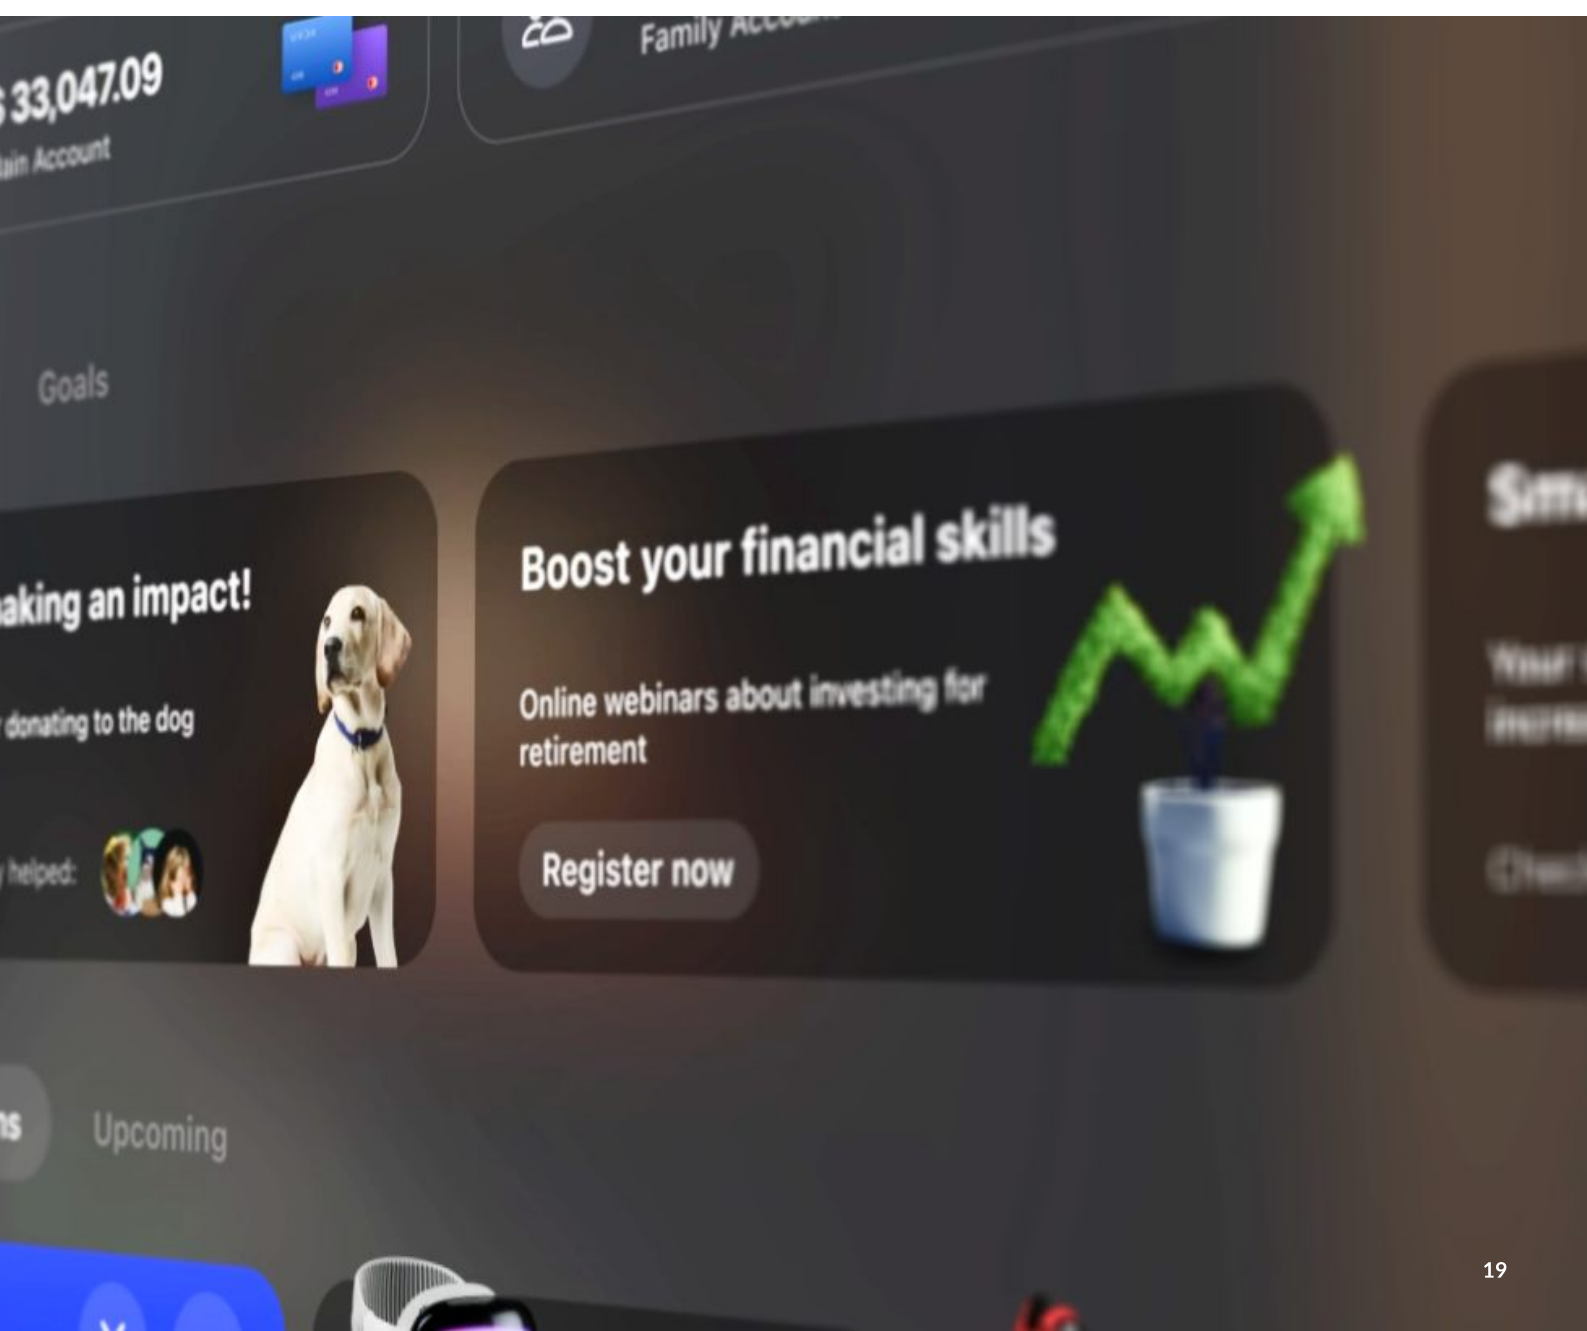 $ 33,047.09
Account
Family
Goals
an impact!
donating to the dog
helped:
Boost your financial skills
Online webinars about investing for
retirement
Register now
Your
Upcoming
19